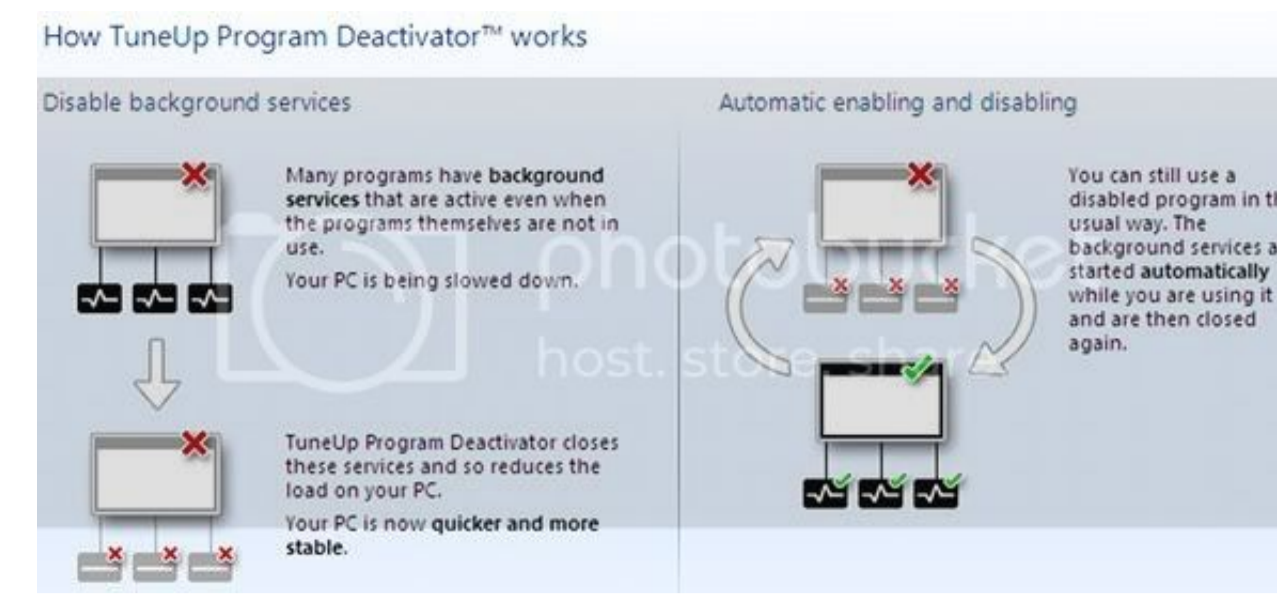 How TuneUp Program Deactivator™ works
Disable background services
Many programs have background
services that are active even when
the programs themselves are not in
use.
Your PC is being slowed down.
TuneUp Program Deactivator closes
these services and so reduces the
load on your PC.
Your PC is now quicker and more
stable.
Automatic enabling and disabling
You can still use a
disabled program in th
usual way. The
background services a
started automatically
while you are using it
and are then closed
again.
photobucke
host. store. share